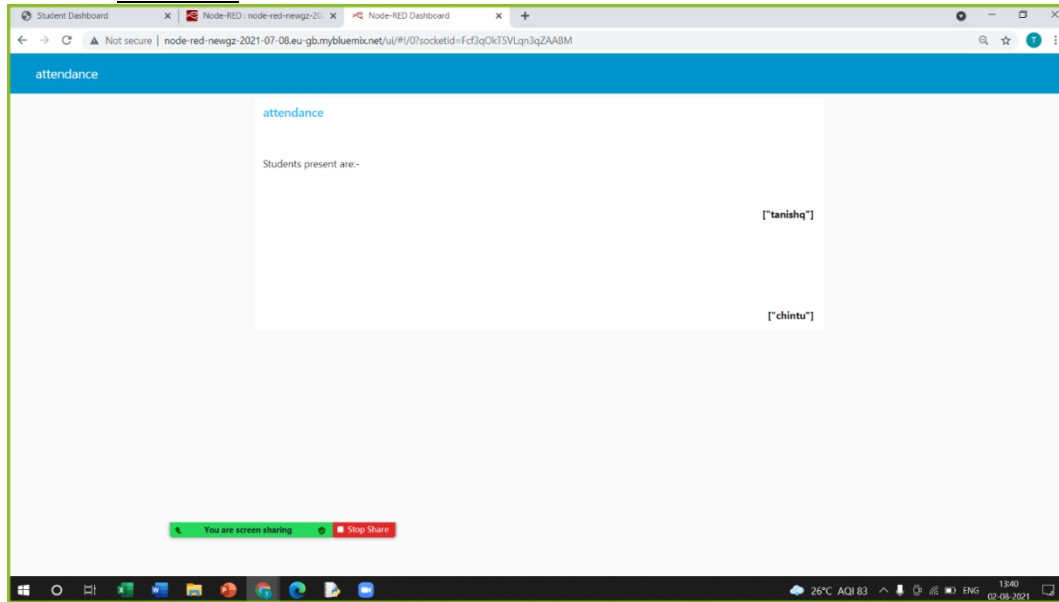 Student Dashboard
Node-RED : node-red-newgz-20
Node-RED Dashboard
Not secure | node-red-newgz-2021-07-08.eu-gb.mybluemix.net/ui/#!/0?socketid=Fcf3qOkT5VLqn3qZAABM
T
attendance
attendance
Students present are:-
["tanishq"]
["chintu"]
You are screen sharing
Stop Share
26°C AQI 83
ENG
13:40
02-08-2021